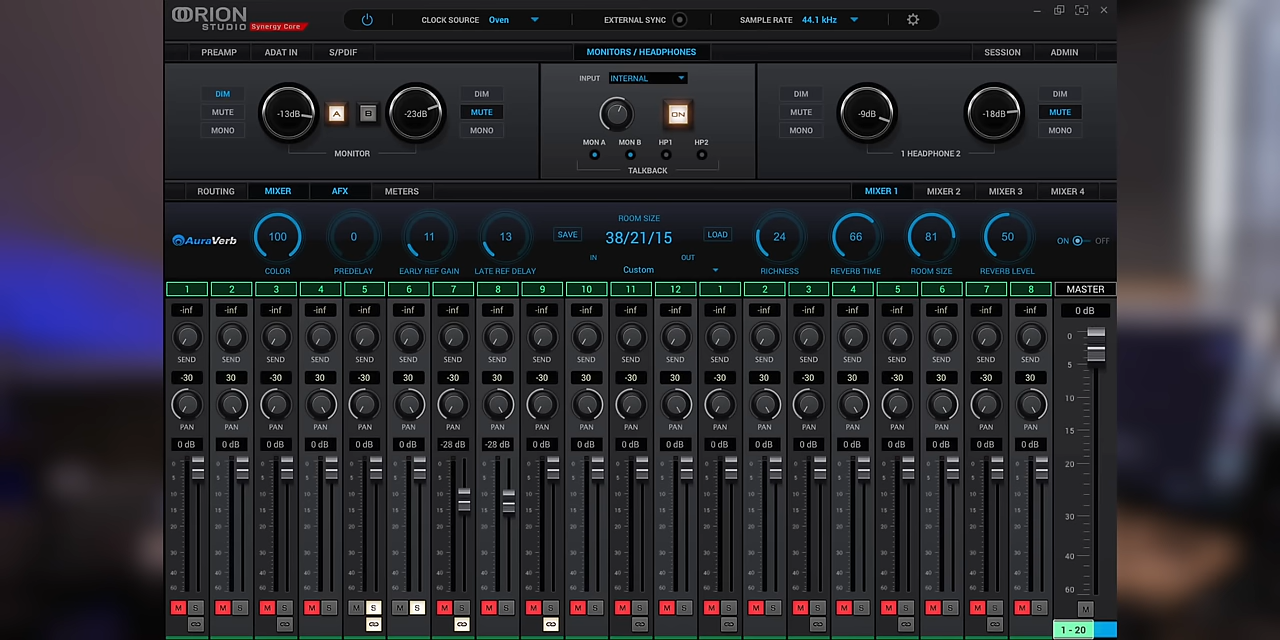 ORION
STUDIO Synergy Core
CLOCK SOURCE Oven EXTERNAL SYNC SAMPLE RATE 44.1 kHz
PREAMP ADAT IN S/PDIF MONITORS / HEADPHONES SESSION ADMIN
INPUT INTERNAL
DIM DIM DIM DIM
-13dB A B -23dB ON -9dB -18dB
MUTE MUTE MUTE MUTE
MONO MONO MONO MONO
MON A MON B HP1 HP2
MONITOR 1 HEADPHONE 2
TALKBACK
ROUTING MIXER AFX METERS MIXER 1 MIXER 2 MIXER 3 MIXER 4
ROOM SIZE
AuraVerb 100 0 11 13 SAVE 38/21/15 LOAD 24 66 81 50 ON OFF
IN OUT
COLOR PREDELAY EARLY REF GAIN LATE REF DELAY Custom RICHNESS REVERB TIME ROOM SIZE REVERB LEVEL
1 2 3 4 5 6 7 8 9 10 11 12 1 2 3 4 5 6 7 8 MASTER
-inf -inf -inf -inf -inf -inf -inf -inf -inf -inf -inf -inf -inf -inf -inf -inf -inf -inf -inf -inf 0 dB
SEND SEND SEND SEND SEND SEND SEND SEND SEND SEND SEND SEND SEND SEND SEND SEND SEND SEND SEND SEND
-30 30 -30 30 -30 30 -30 30 -30 30 -30 30 -30 30 -30 30 -30 30 -30 30
PAN PAN PAN PAN PAN PAN PAN PAN PAN PAN PAN PAN PAN PAN PAN PAN PAN PAN PAN PAN
0 dB 0 dB 0 dB 0 dB 0 dB 0 dB -28 dB -28 dB 0 dB 0 dB 0 dB 0 dB 0 dB 0 dB 0 dB 0 dB 0 dB 0 dB 0 dB 0 dB
0 5 10 15 20 30 40 60
M S M S M S M S M S M S M S M S M S M S M S M S M S M S M S M S M S M S M S M S M
1 - 20